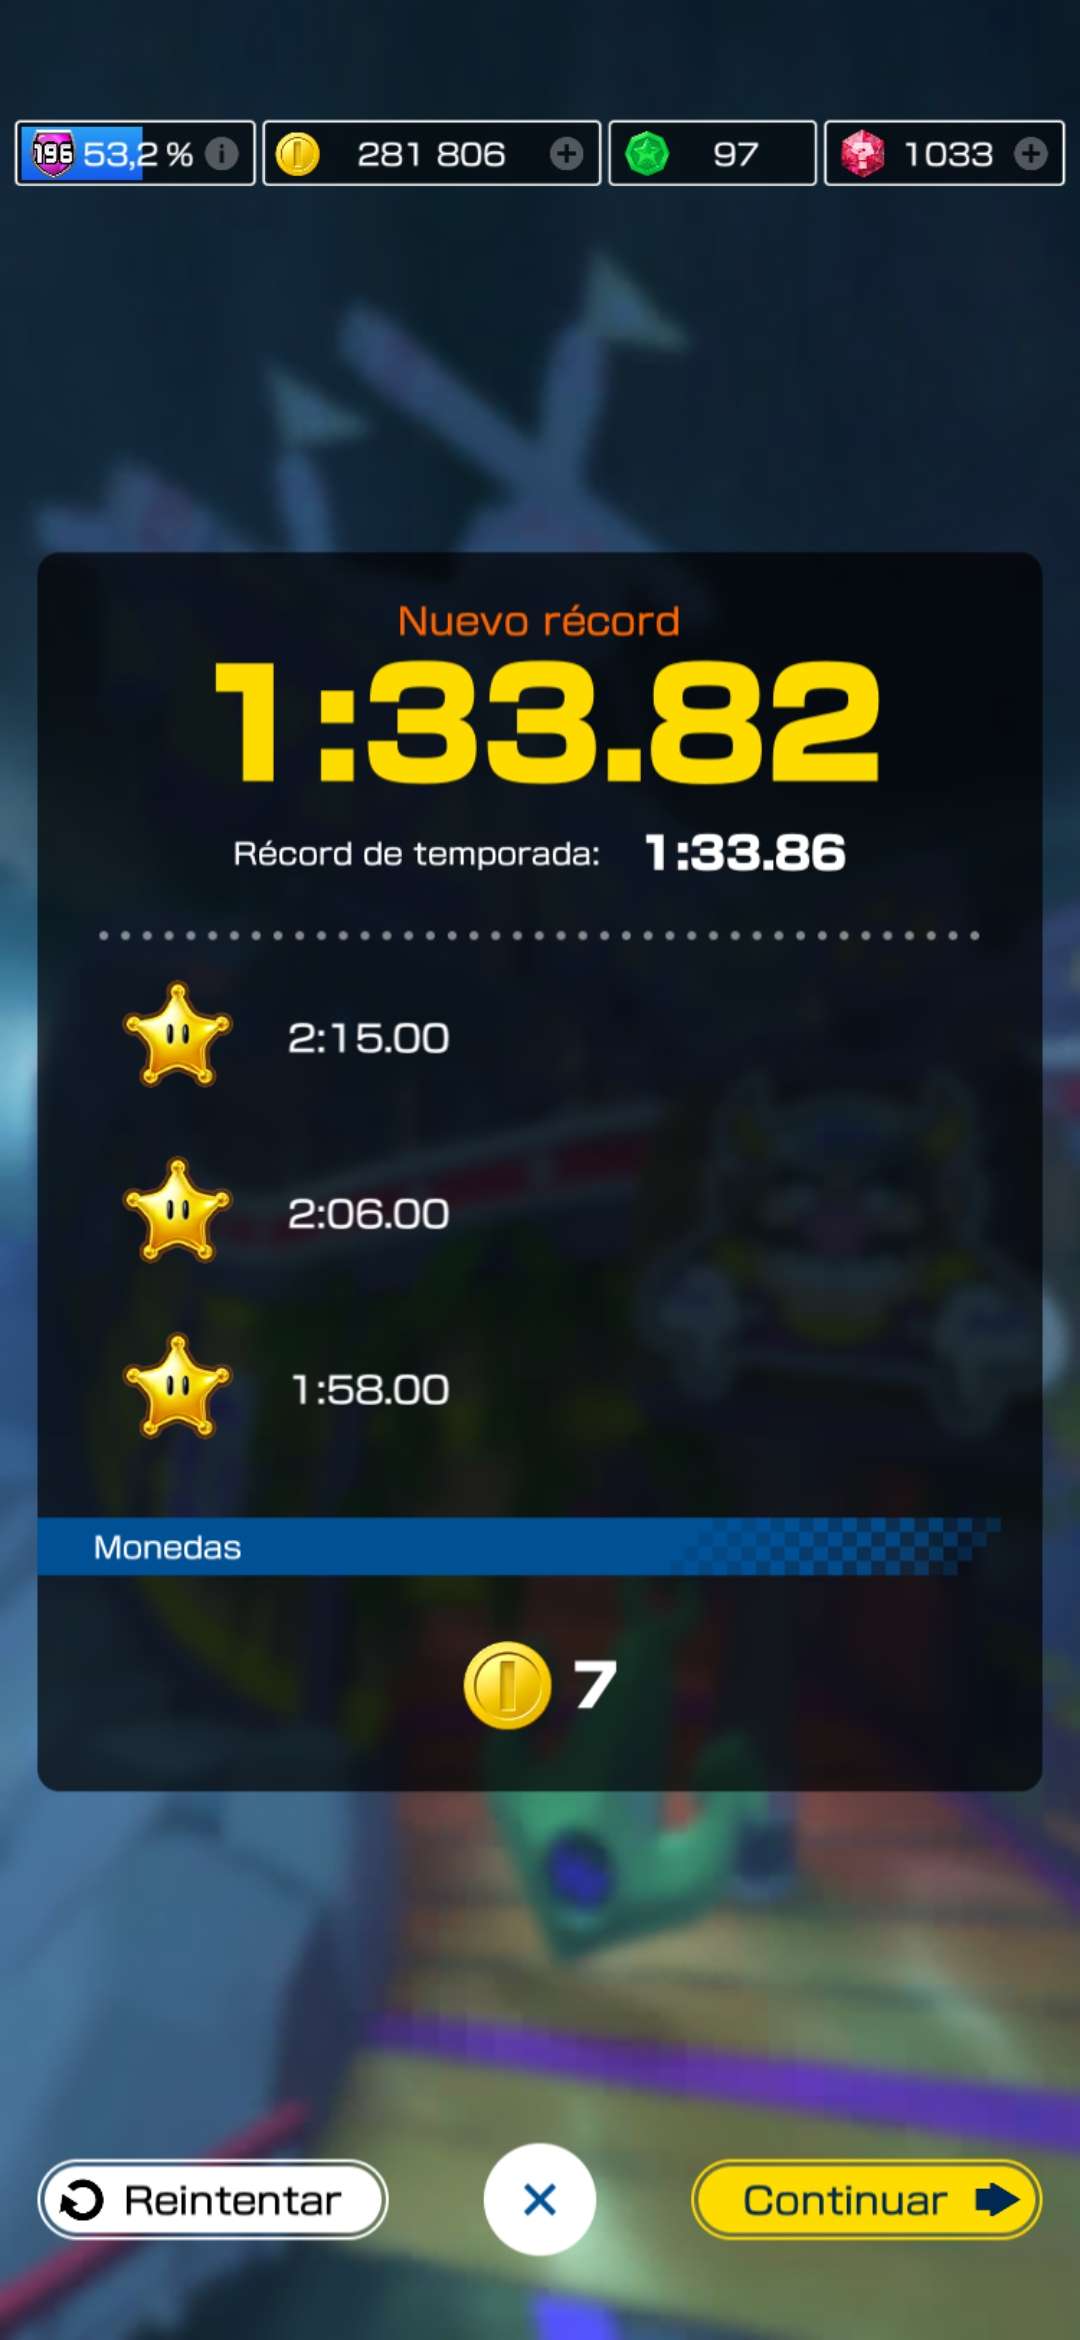 196 53,2 % i 281 806 97 1033
Nuevo récord
1:33.82
Récord de temporada: 1:33.86
2:15.00
2:06.00
1:58.00
Monedas
7
Reintentar × Continuar